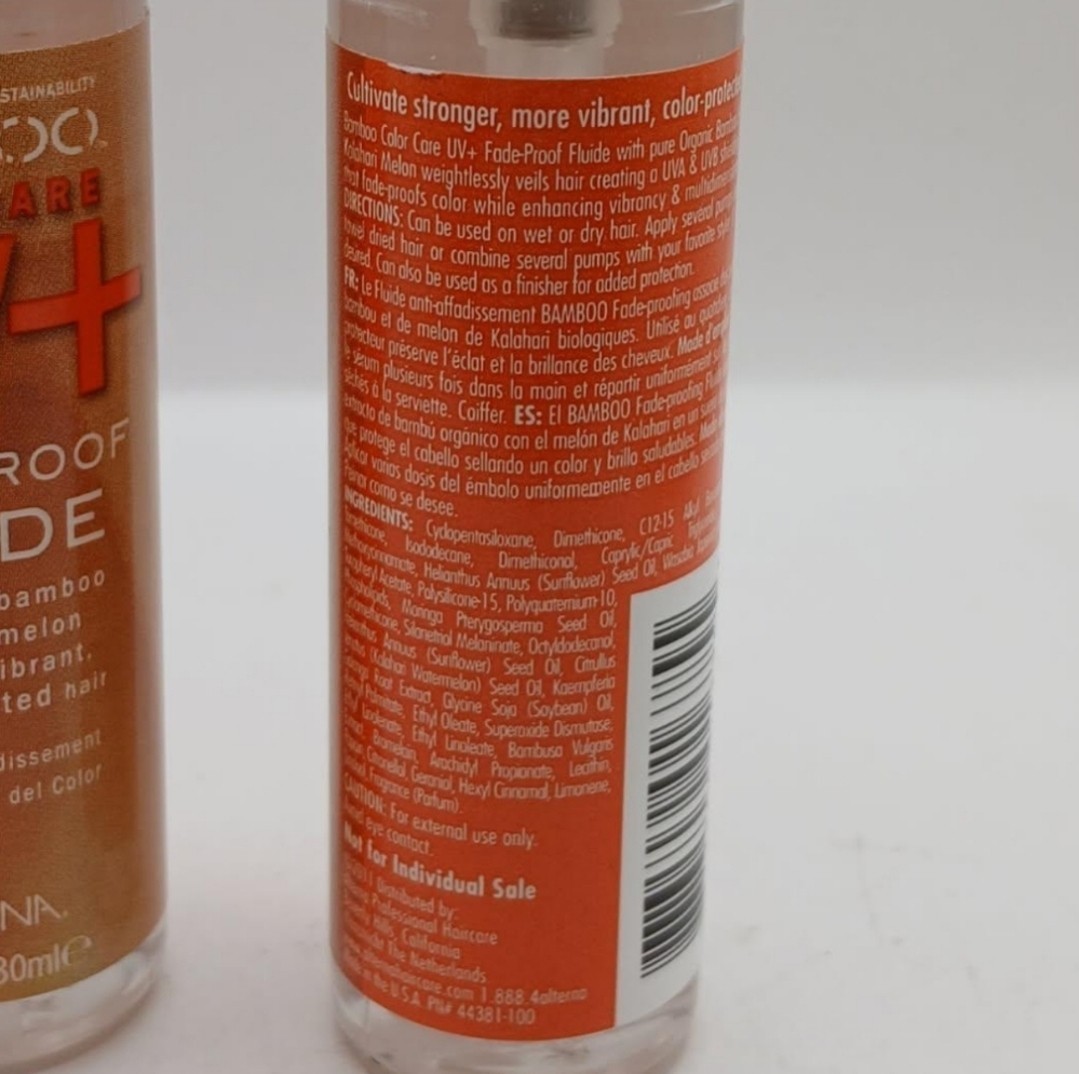 STAINABILITY
OO.
ARE
+
ROOF
DE
bamboo
melon
ibrant,
ted hair
dissement
del Color
NA.
30ml e
Cultivate stronger, more vibrant, color-protecte
Bamboo Color Care UV+ Fade-Proof Fluide with pure Organic Bamboo
Kalahari Melon weightlessly veils hair creating a UVA & UVB
that fade-proofs color while enhancing vibrancy &
DIRECTIONS: Can be used on wet or dry hair. Apply several pumps
towel dried hair or combine several pumps with your favorite
desired. Can also be used as a finisher for added protection.
FR: Le Fluide anti-affadissement BAMBOO Fade-proofing associe
bambou et de melon de Kalahari biologiques. Utilisé au
protecteur préserve l'éclat et la brillance des cheveux. Mode
le sérum plusieurs fois dans la main et répartir uniformément
séchés à la serviette. Coiffer. ES: El BAMBOO Fade-proofing
extracto de bambú orgánico con el melón de Kalahari en un
que protege el cabello sellando un color y brillo saludables.
Aplicar varias dosis del émbolo uniformemente en el cabello
Peinar como se desee.
INGREDIENTS: Cyclopentasiloxane, Dimethicone, C12-15 Alkyl
Isododecane, Dimethiconol, Caprylic/Capric
Helianthus Annuus (Sunflower) Seed Oil, Wasabia
Acetate, Polysilicone-15, Polyquaternium-10,
Moringa Pterygosperma Seed Oil,
Silanetriol Melaninate, Octyldodecanol,
Annuus (Sunflower) Seed Oil, Citrullus
(Kalahari Watermelon) Seed Oil, Kaempferia
Root Extract, Glycine Soja (Soybean) Oil,
Palmitate, Ethyl Oleate, Superoxide Dismutase,
Linolenate, Ethyl Linoleate, Bambusa Vulgaris
Bromelain, Arachidyl Propionate, Lecithin,
Citronellol, Geraniol, Hexyl Cinnamal, Limonene,
Fragrance (Parfum).
CAUTION: For external use only.
Avoid eye contact.
Not for Individual Sale
©2011 Distributed by:
Professional Haircare
Hills, California
The Netherlands
1.888.4alterna
in the U.S.A. PN# 44381-100